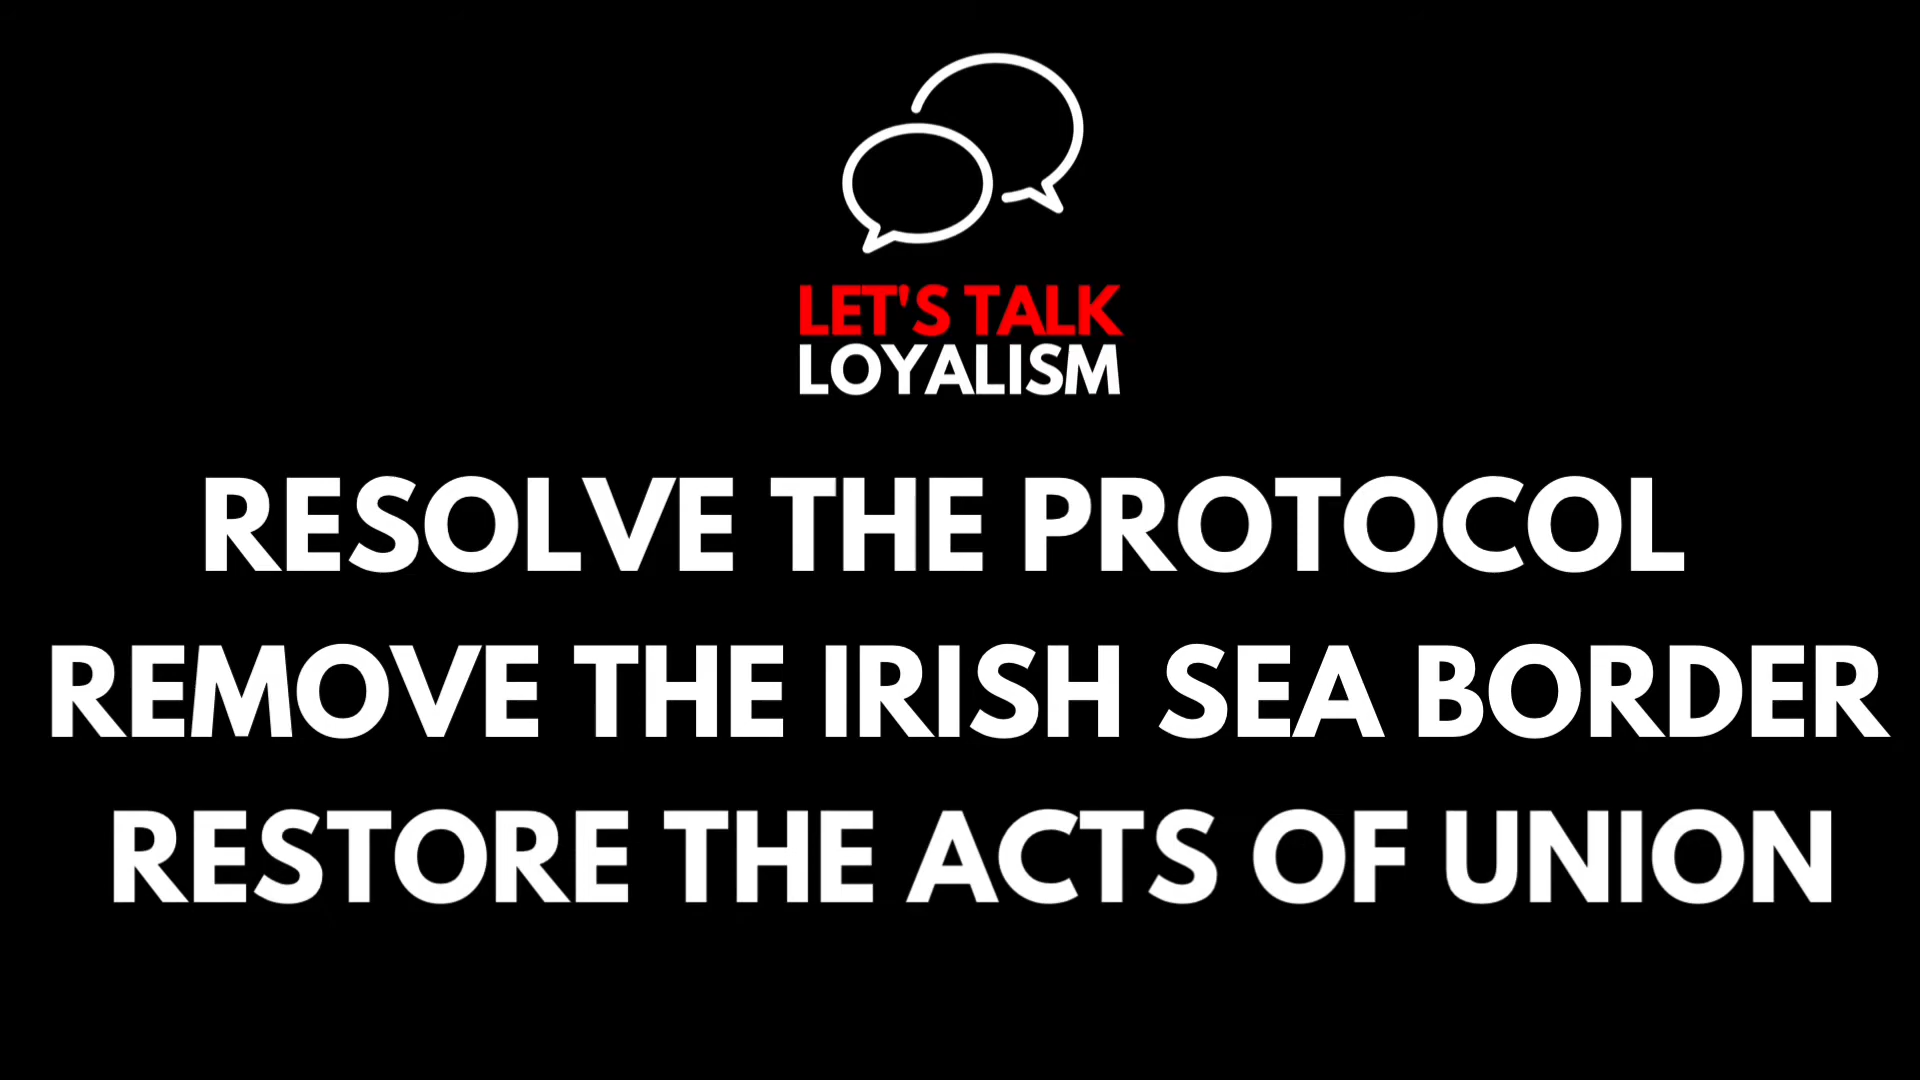 LET'S TALK
LOYALISM
RESOLVE THE PROTOCOL
REMOVE THE IRISH SEA BORDER
RESTORE THE ACTS OF UNION